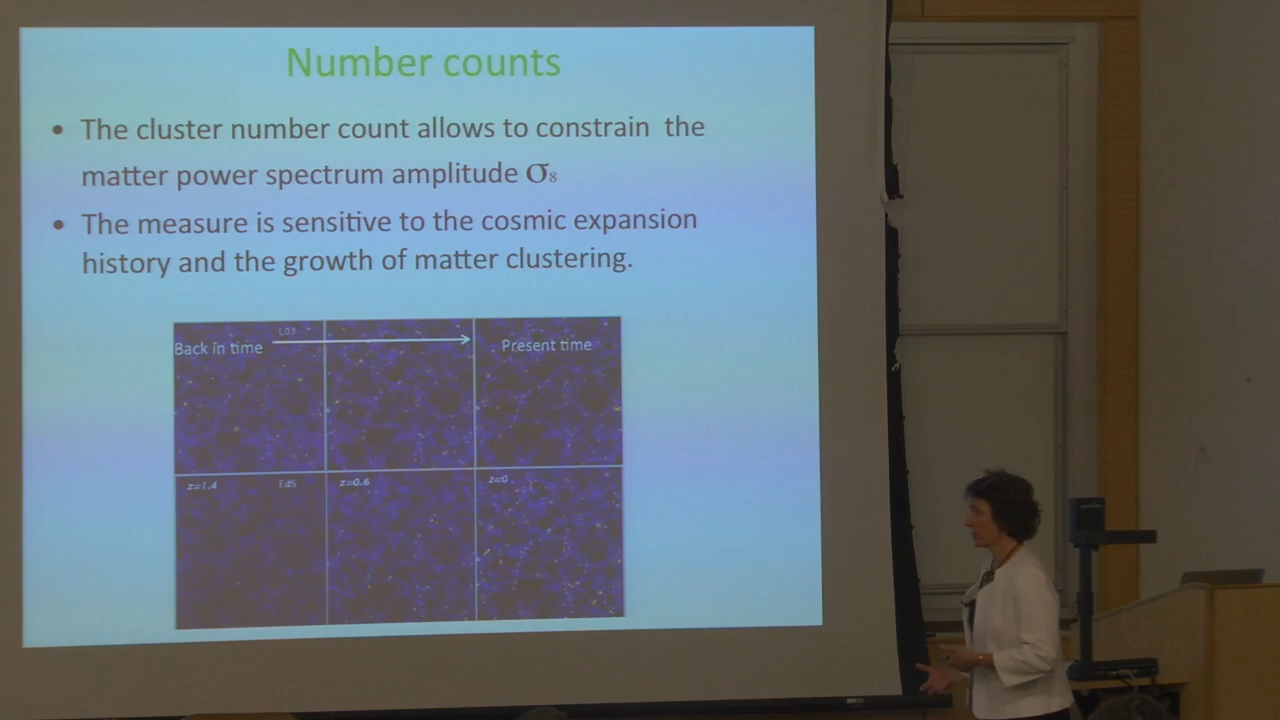 Number counts
• The cluster number count allows to constrain the
matter power spectrum amplitude σ₈
• The measure is sensitive to the cosmic expansion
history and the growth of matter clustering.
L03
Back in time
Present time
z=1.4
EdS
z=0.6
z=0